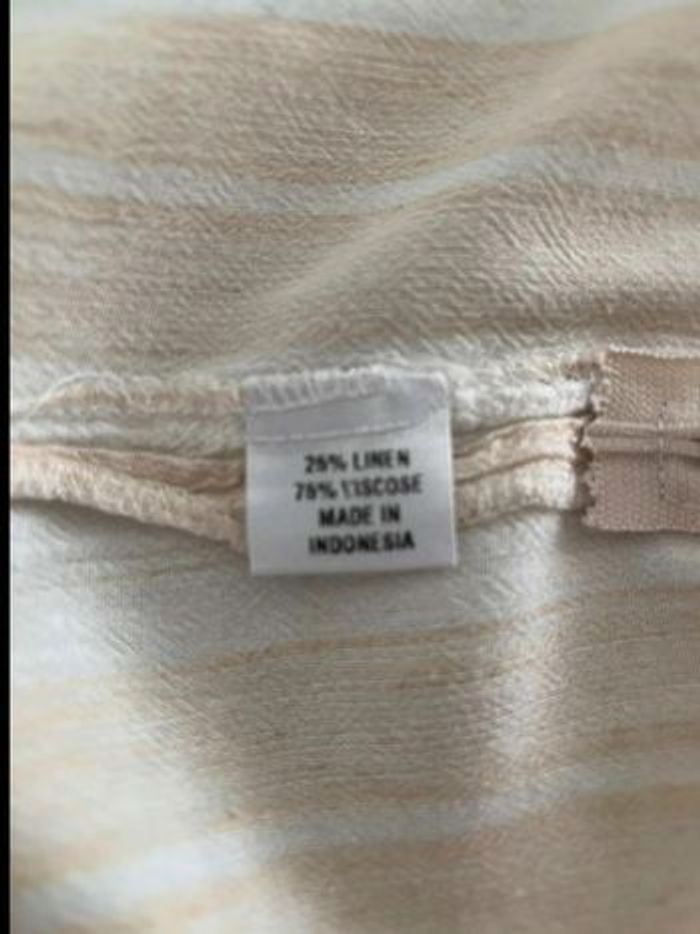 25% LINEN
75% VISCOSE
MADE IN
INDONESIA